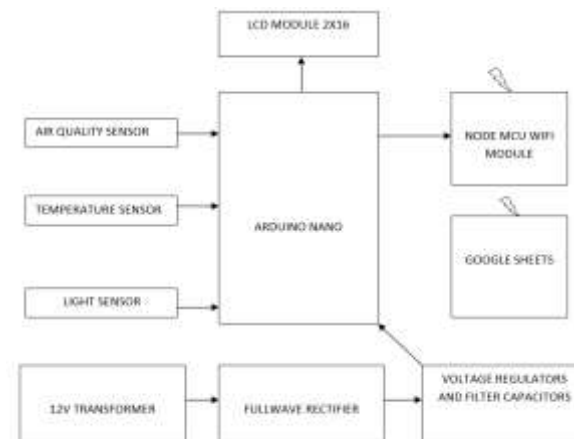 LCD MODULE 2X16
AIR QUALITY SENSOR
NODE MCU WIFI
MODULE
TEMPERATURE SENSOR
ARDUINO NANO
GOOGLE SHEETS
LIGHT SENSOR
12V TRANSFORMER
FULLWAVE RECTIFIER
VOLTAGE REGULATORS
AND FILTER CAPACITORS